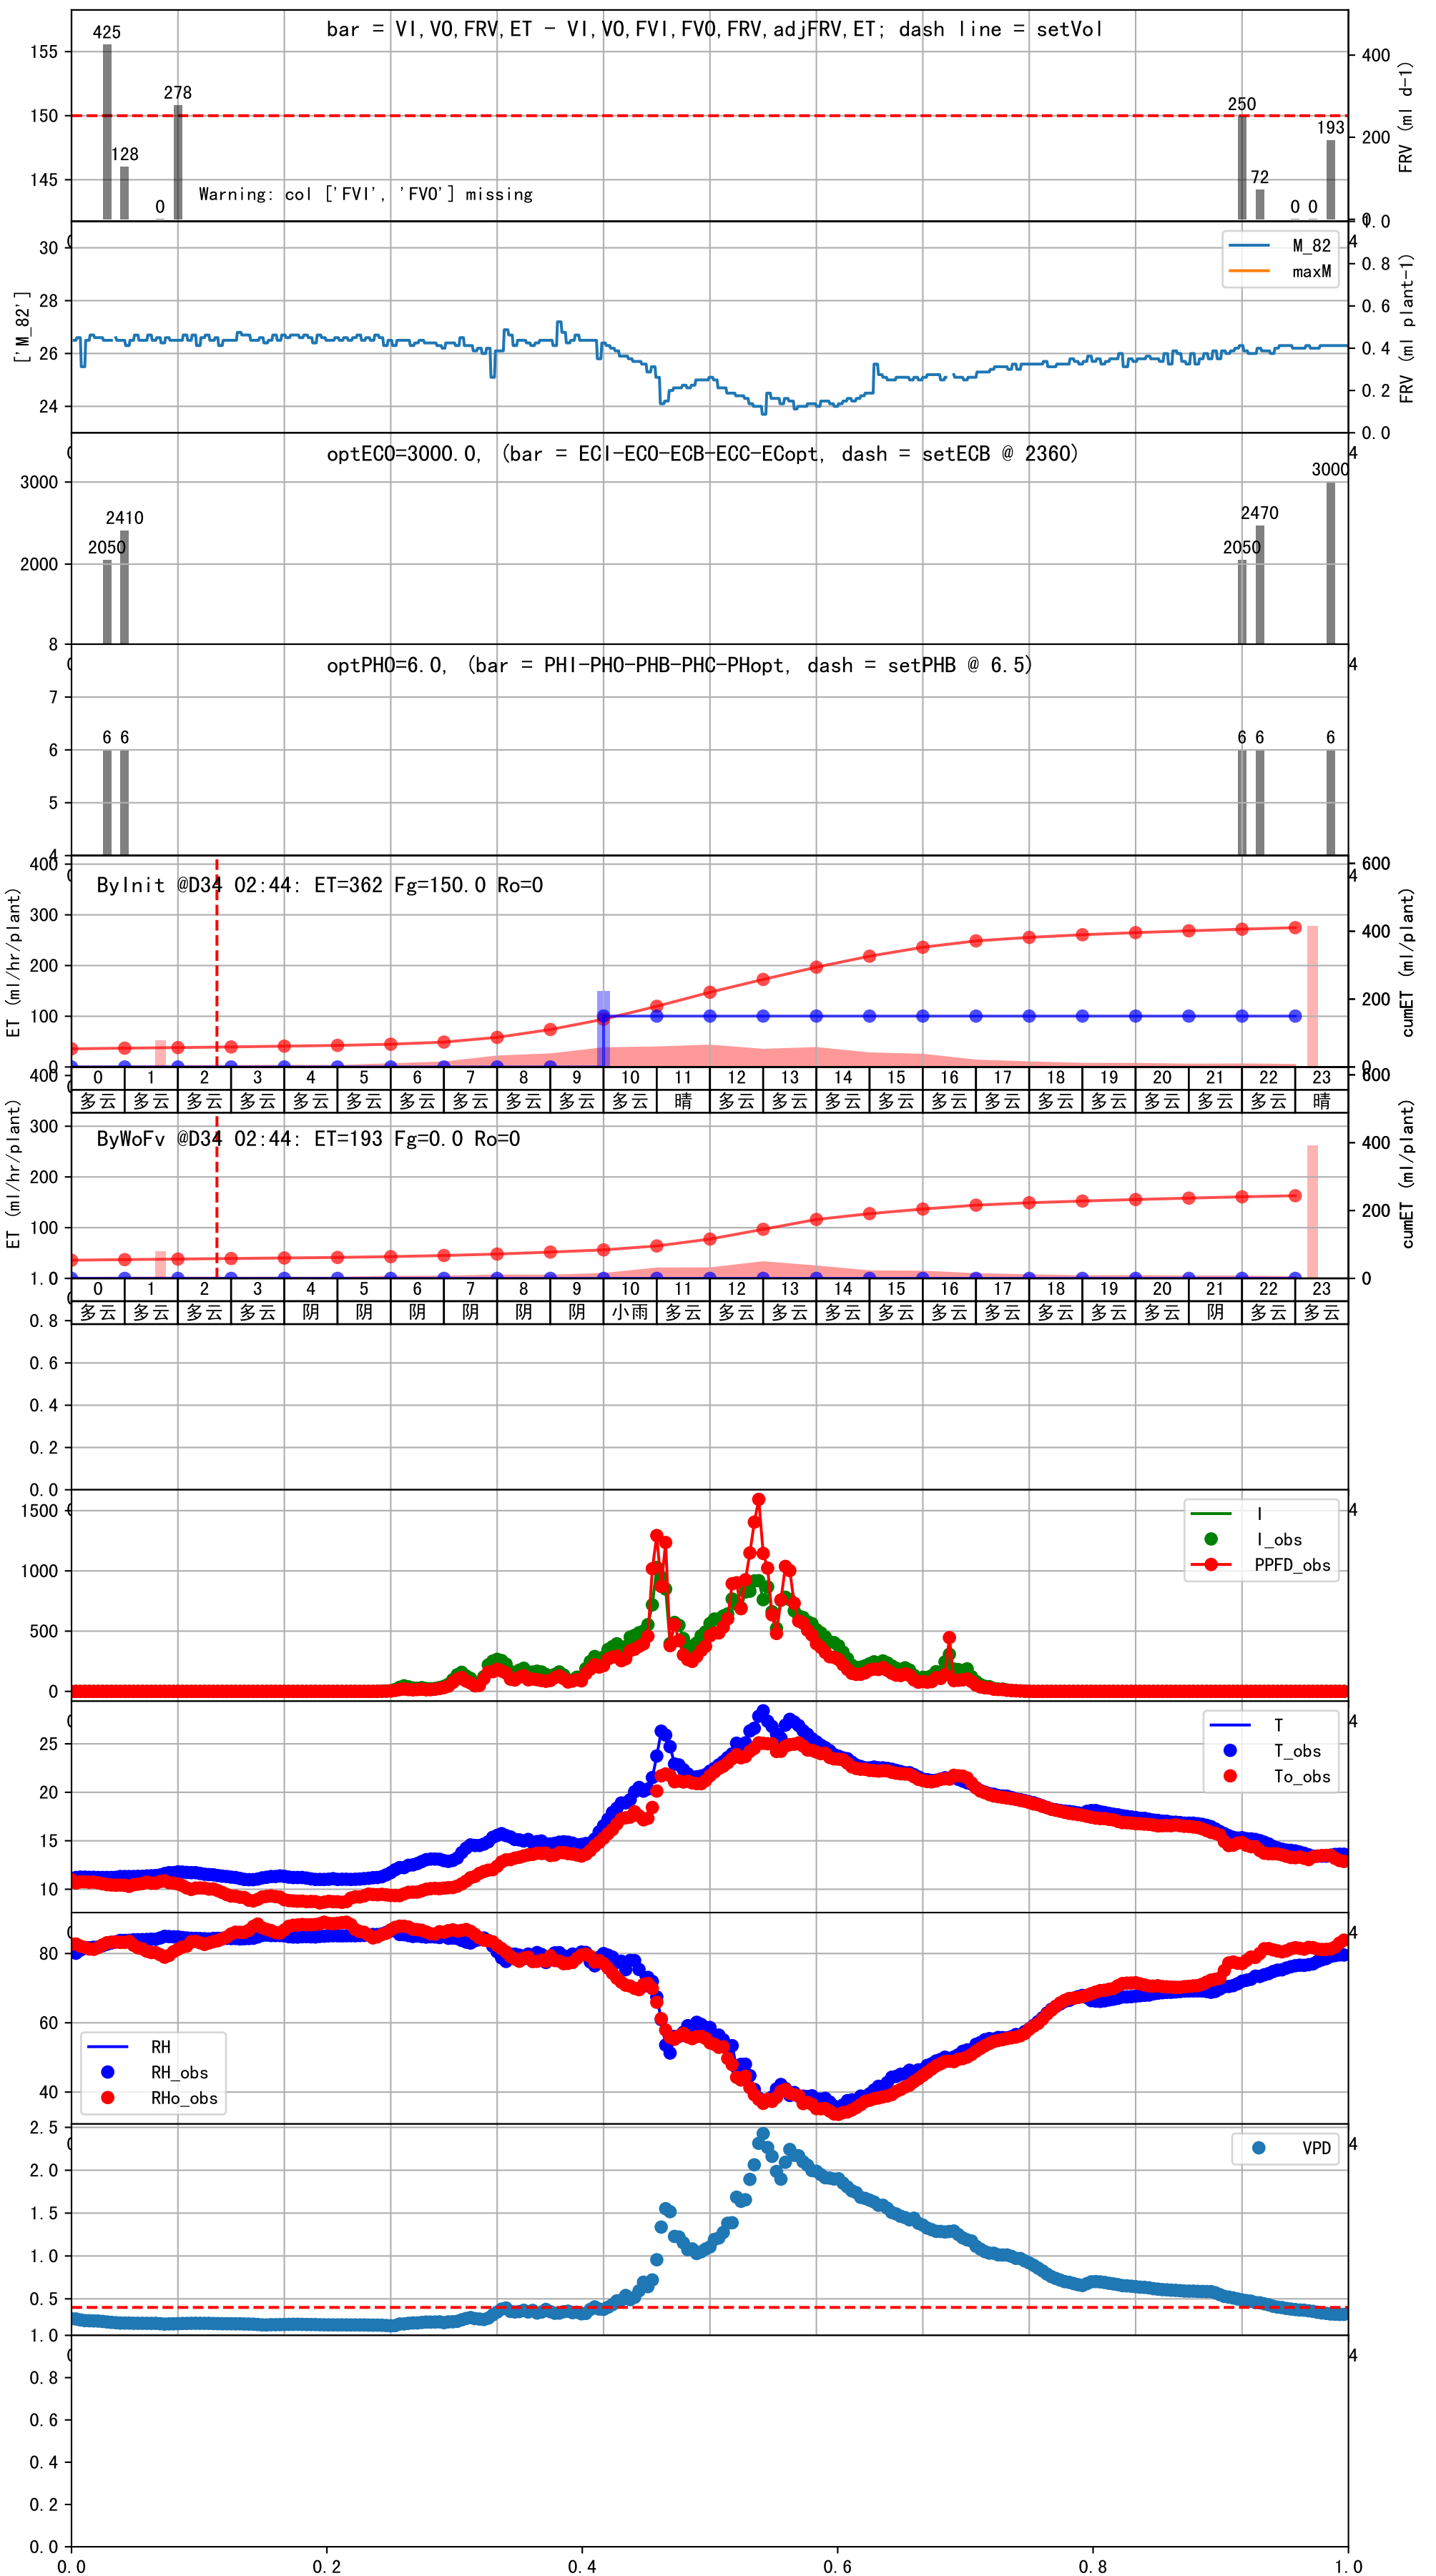 bar = VI,VO,FRV,ET - VI,VO,FVI,FVO,FRV,adjFRV,ET; dash line = setVol
425
128
0
278
250
72
0 0
193
155
150
145
400
200
0
FRV (ml d-1)
Warning: col ['FVI', 'FVO'] missing
1.0
0.8
0.6
0.4
0.2
0.0
FRV (ml plant-1)
30
28
26
24
['M_82']
M_82
maxM
optECO=3000.0, (bar = ECI-ECO-ECB-ECC-ECopt, dash = setECB @ 2360)
3000
2000
2050
2410
2050
2470
3000
optPHO=6.0, (bar = PHI-PHO-PHB-PHC-PHopt, dash = setPHB @ 6.5)
8
7
6
5
4
6 6
6 6
6
ByInit @D34 02:44: ET=362 Fg=150.0 Ro=0
400
300
200
100
0
ET (ml/hr/plant)
600
400
200
0
cumET (ml/plant)
0 1 2 3 4 5 6 7 8 9 10 11 12 13 14 15 16 17 18 19 20 21 22 23
多云 多云 多云 多云 多云 多云 多云 多云 多云 多云 多云 晴 多云 多云 多云 多云 多云 多云 多云 多云 多云 多云 多云 晴
ByWoFv @D34 02:44: ET=193 Fg=0.0 Ro=0
400
300
200
100
ET (ml/hr/plant)
600
400
200
0
cumET (ml/plant)
0 1 2 3 4 5 6 7 8 9 10 11 12 13 14 15 16 17 18 19 20 21 22 23
多云 多云 多云 多云 阴 阴 阴 阴 阴 阴 小雨 多云 多云 多云 多云 多云 多云 多云 多云 多云 多云 阴 多云 多云
1.0
0.8
0.6
0.4
0.2
0.0
1500
1000
500
0
I
I_obs
PPFD_obs
25
20
15
10
T
T_obs
To_obs
80
60
40
RH
RH_obs
RHo_obs
2.5
2.0
1.5
1.0
0.5
VPD
1.0
0.8
0.6
0.4
0.2
0.0
0.0 0.2 0.4 0.6 0.8 1.0